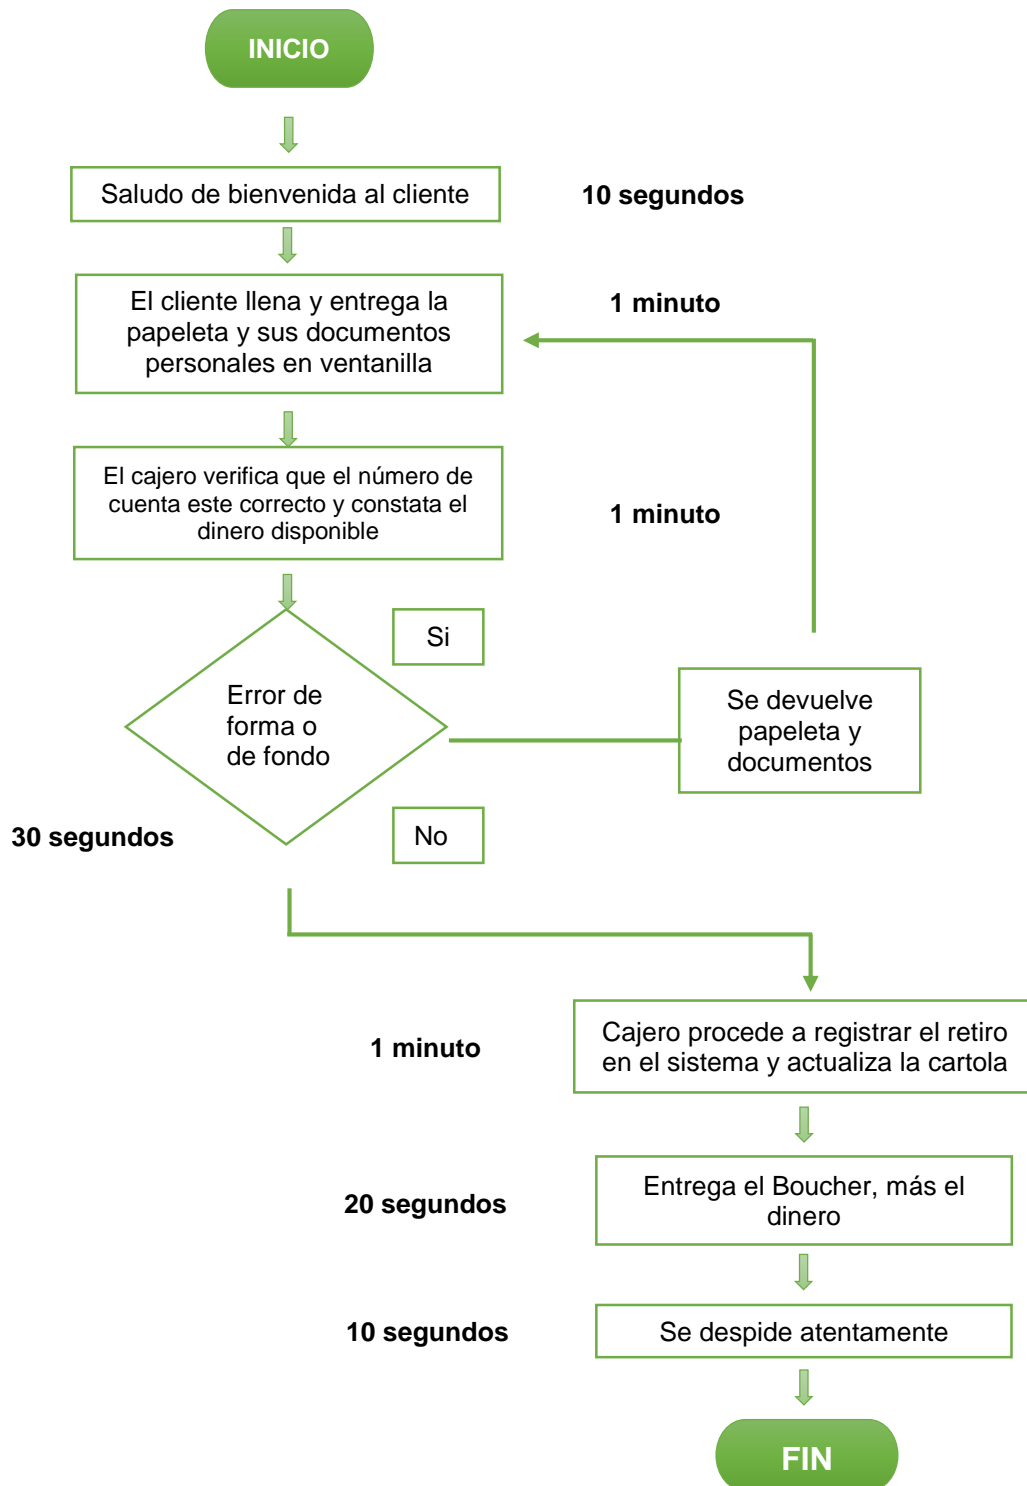 INICIO
Saludo de bienvenida al cliente
10 segundos
El cliente llena y entrega la
papeleta y sus documentos
personales en ventanilla
1 minuto
El cajero verifica que el número de
cuenta este correcto y constata el
dinero disponible
1 minuto
Si
Error de
forma o
de fondo
Se devuelve
papeleta y
documentos
30 segundos
No
Cajero procede a registrar el retiro
en el sistema y actualiza la cartola
1 minuto
Entrega el Boucher, más el
dinero
20 segundos
Se despide atentamente
10 segundos
FIN